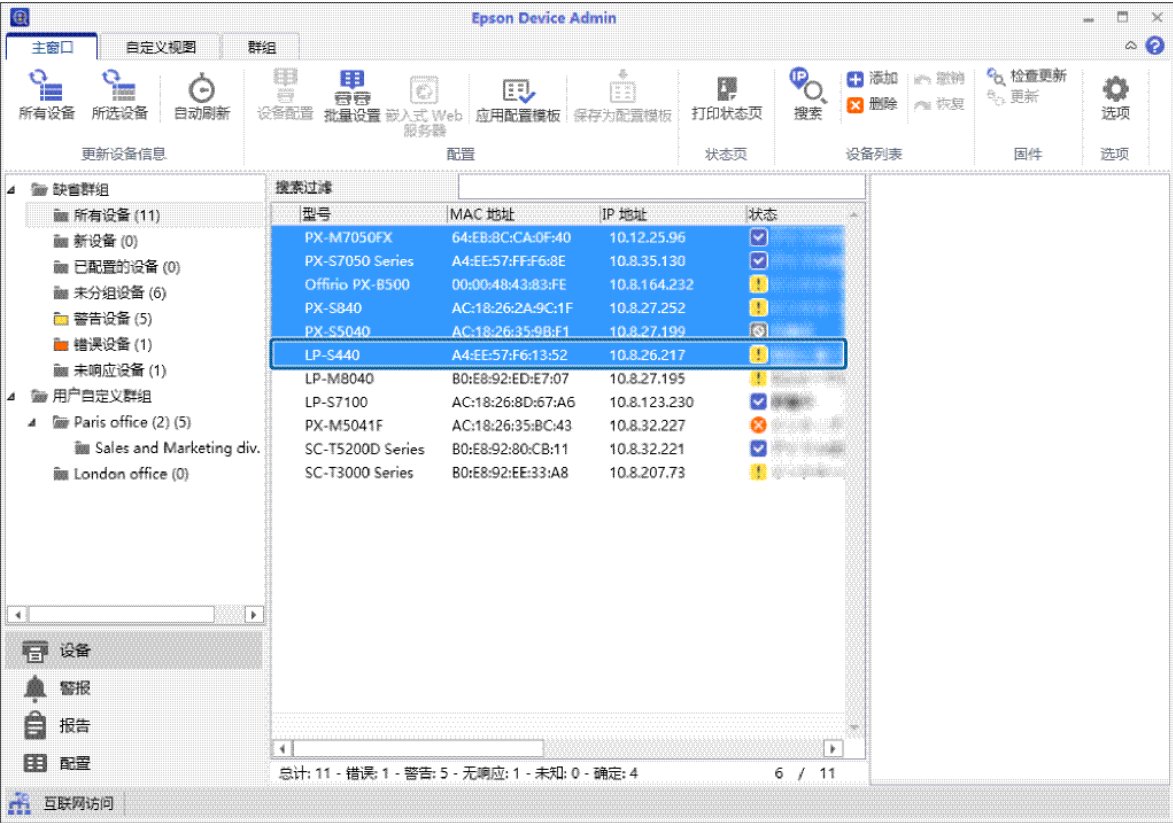 Epson Device Admin
主窗口 自定义视图 群组
所有设备 所选设备 自动刷新 设备配置 批量设置 嵌入式 Web 服务器 应用配置模板 保存为配置模板 打印状态页 搜索 添加 删除 撤销 恢复 检查更新 更新 选项
更新设备信息 配置 状态页 设备列表 固件 选项
缺省群组
所有设备 (11)
新设备 (0)
已配置的设备 (0)
未分组设备 (6)
警告设备 (5)
错误设备 (1)
未响应设备 (1)
用户自定义群组
Paris office (2) (5)
Sales and Marketing div.
London office (0)
设备
警报
报告
配置
搜索过滤
型号 MAC 地址 IP 地址 状态
PX-M7050FX 64:EB:8C:CA:0F:40 10.12.25.96
PX-S7050 Series A4:EE:57:FF:F6:8E 10.8.35.130
Offirio PX-B500 00:00:48:43:83:FE 10.8.164.232
PX-S840 AC:18:26:2A:9C:1F 10.8.27.252
PX-S5040 AC:18:26:35:9B:F1 10.8.27.199
LP-S440 A4:EE:57:F6:13:52 10.8.26.217
LP-M8040 B0:E8:92:ED:E7:07 10.8.27.195
LP-S7100 AC:18:26:8D:67:A6 10.8.123.230
PX-M5041F AC:18:26:35:BC:43 10.8.32.227
SC-T5200D Series B0:E8:92:80:CB:11 10.8.32.221
SC-T3000 Series B0:E8:92:EE:33:A8 10.8.207.73
总计: 11 - 错误: 1 - 警告: 5 - 无响应: 1 - 未知: 0 - 确定: 4 6 / 11
互联网访问